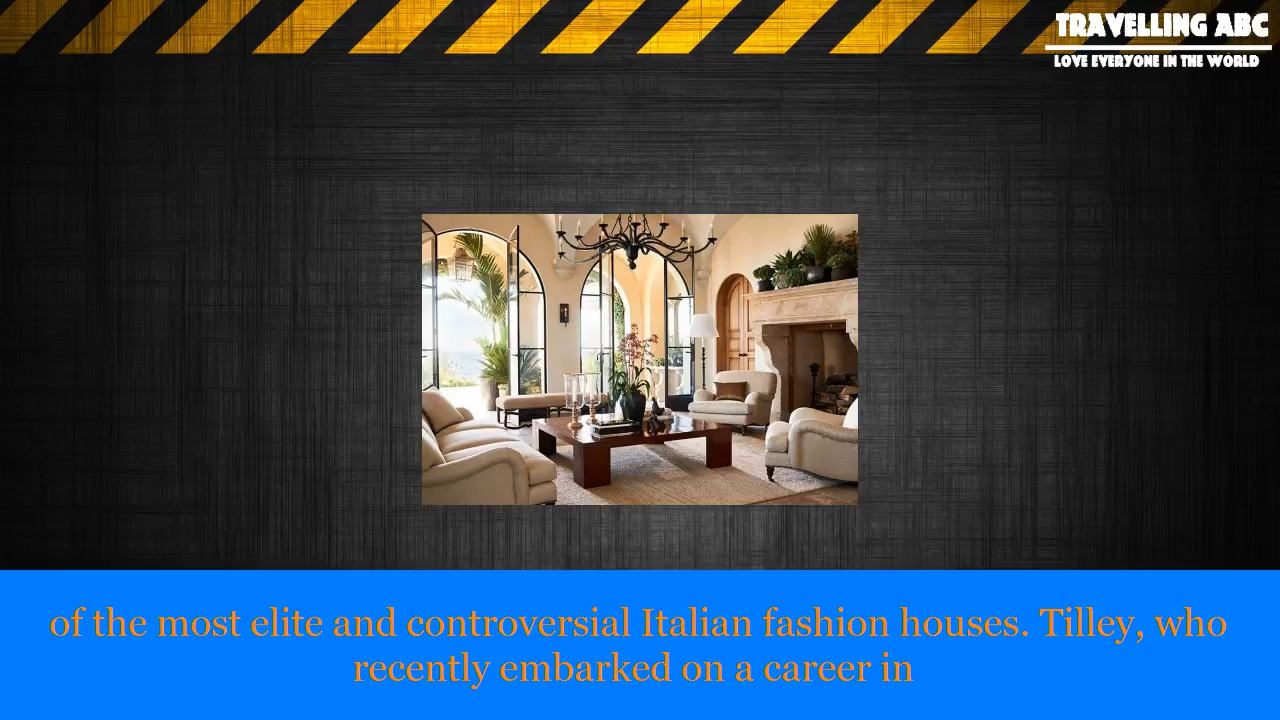 TRAVELLING ABC
LOVE EVERYONE IN THE WORLD
of the most elite and controversial Italian fashion houses. Tilley, who
recently embarked on a career in